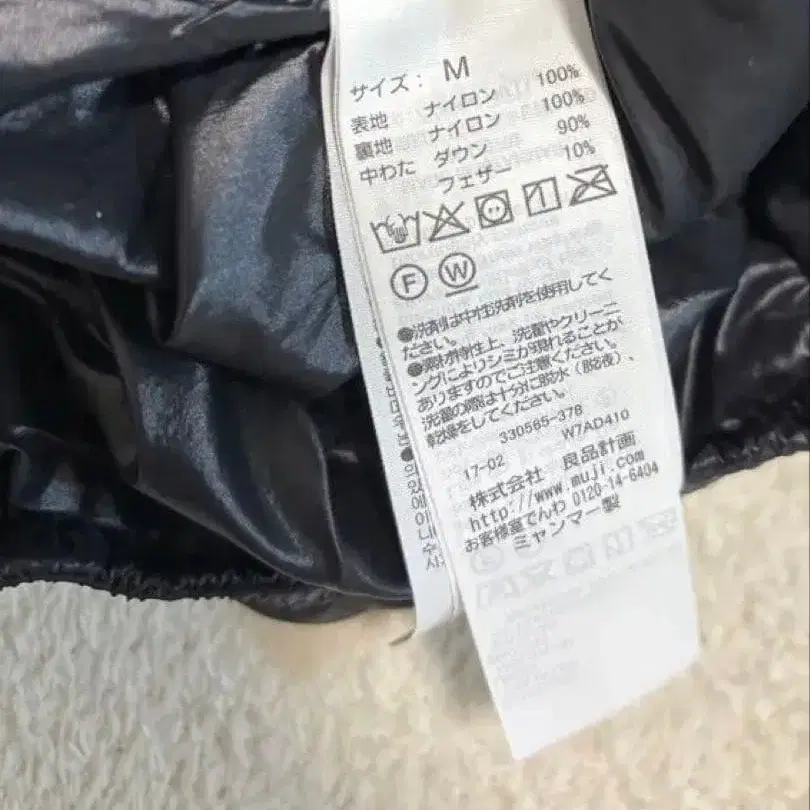 サイズ: M
表地 ナイロン 100%
裏地 ナイロン 100%
中わた ダウン 90%
フェザー 10%
F W
●洗剤は中性洗剤を使用してく
ださい。
●素材特性上、洗濯やクリーニ
ングによりシミが現れることが
ありますのでご注意ください。
洗濯の際は十分に脱水(脱液)、
乾燥をしてください。
330585-378
17-02 W7AD410
株式会社 良品計画
http://www.muji.com
お客様室でんわ 0120-14-6404
ミャンマー製